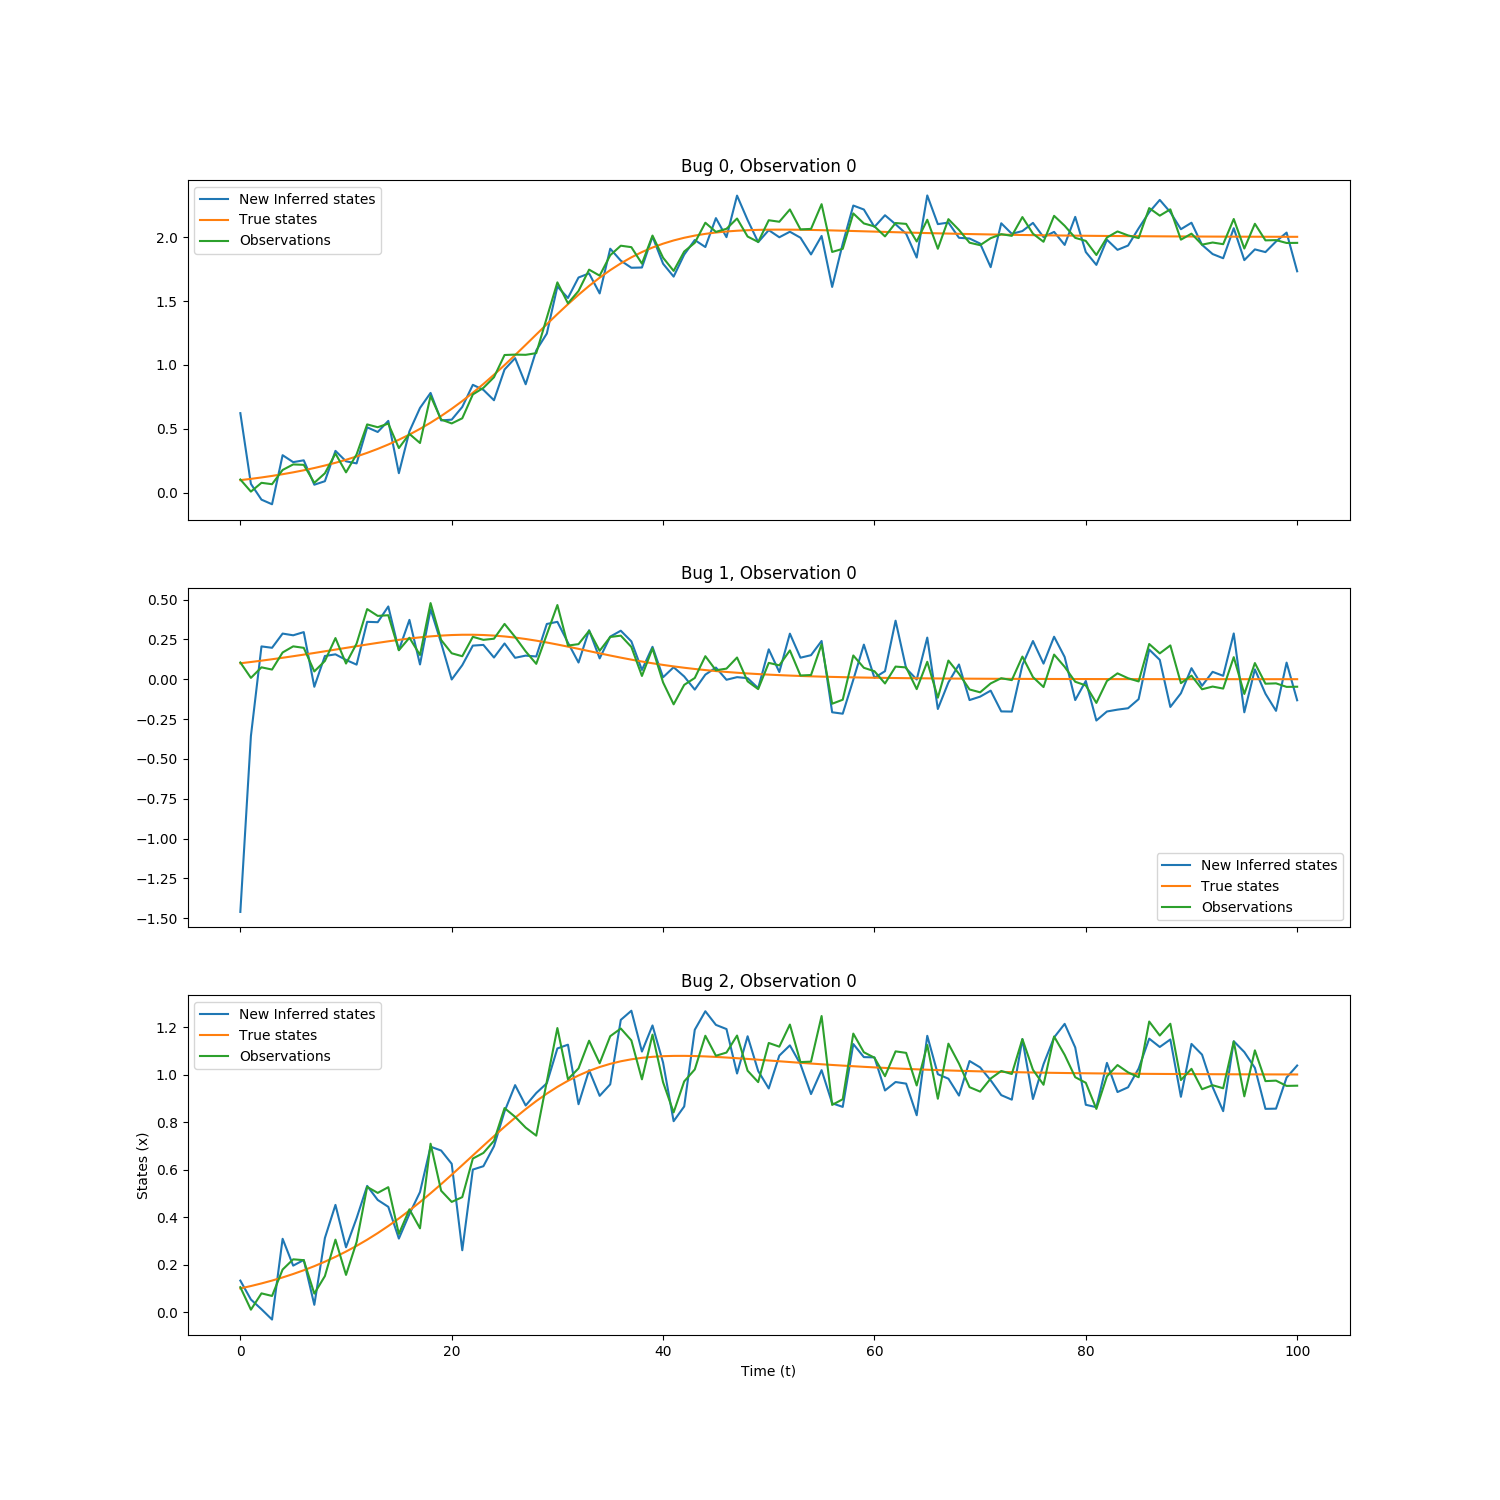 Bug 0, Observation 0
New Inferred states
True states
Observations
2.0
1.5
1.0
0.5
0.0
Bug 1, Observation 0
0.50
0.25
0.00
−0.25
−0.50
−0.75
−1.00
−1.25
−1.50
New Inferred states
True states
Observations
Bug 2, Observation 0
New Inferred states
True states
Observations
1.2
1.0
0.8
0.6
0.4
0.2
0.0
States (x)
0 20 40 60 80 100
Time (t)